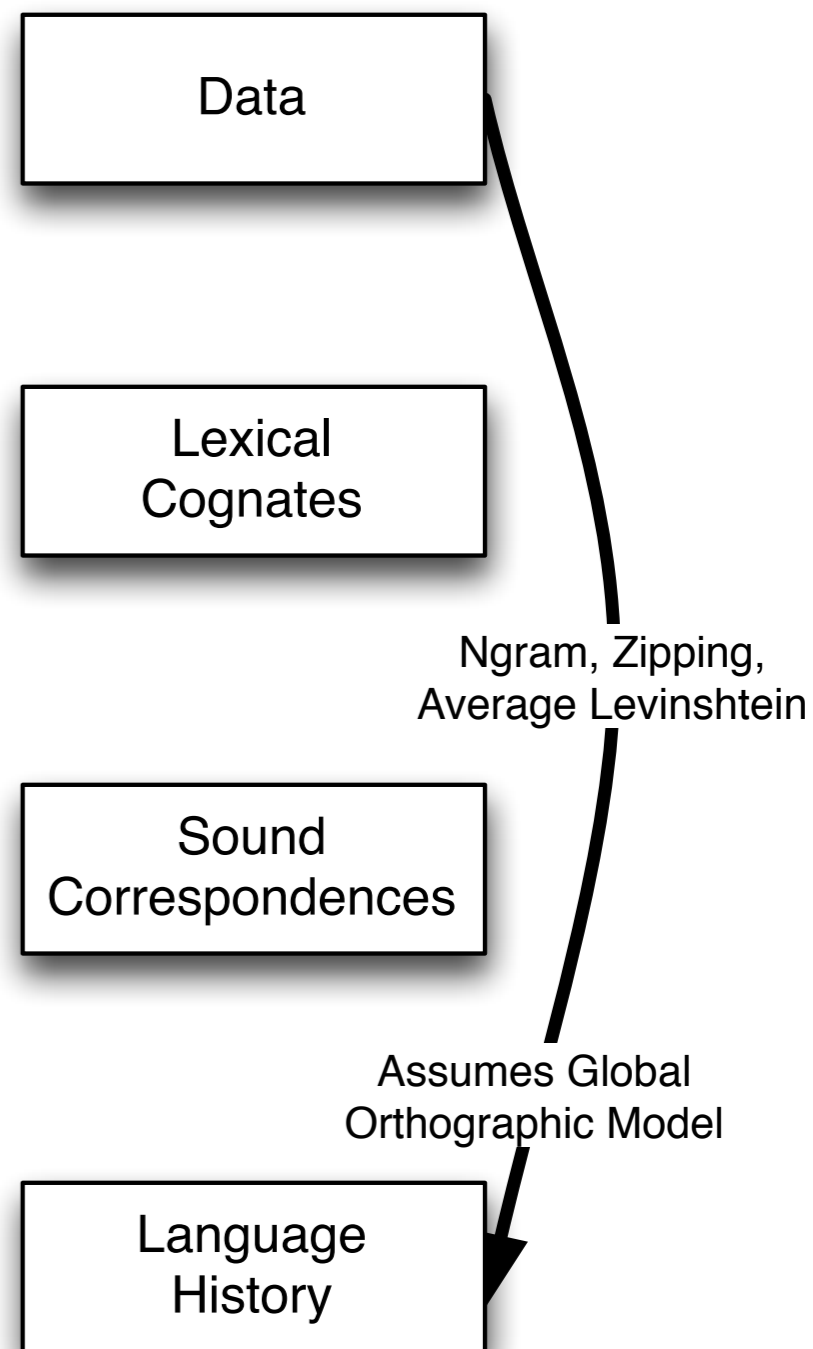 Data
Lexical
Cognates
Ngram, Zipping,
Average Levinshtein
Sound
Correspondences
Assumes Global
Orthographic Model
Language
History